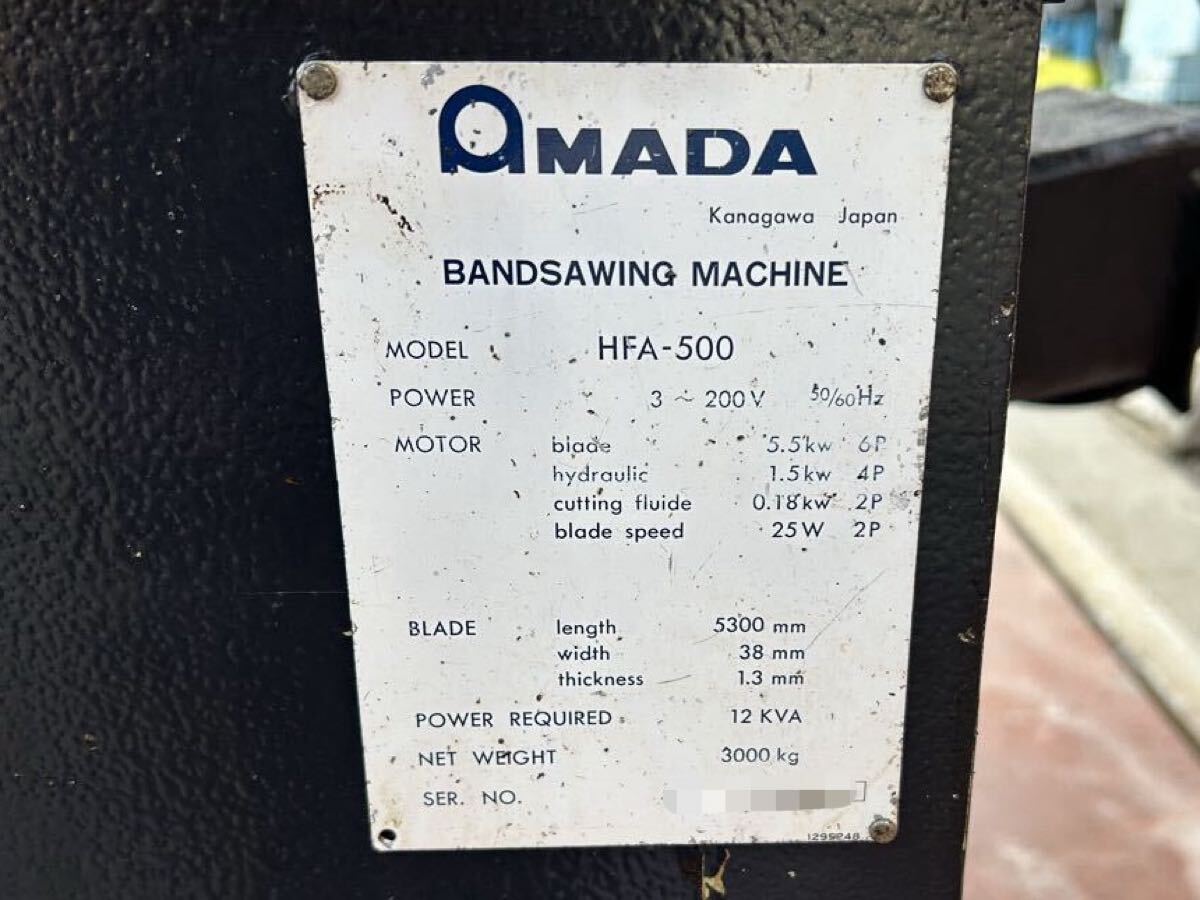 AMADA
Kanagawa Japan
BANDSAWING MACHINE
MODEL HFA-500
POWER 3 ~ 200V 50/60Hz
MOTOR blade 5.5kw 6P
hydraulic 1.5kw 4P
cutting fluide 0.18kw 2P
blade speed 25W 2P
BLADE length 5300 mm
width 38 mm
thickness 1.3 mm
POWER REQUIRED 12 KVA
NET WEIGHT 3000kg
SER. NO.